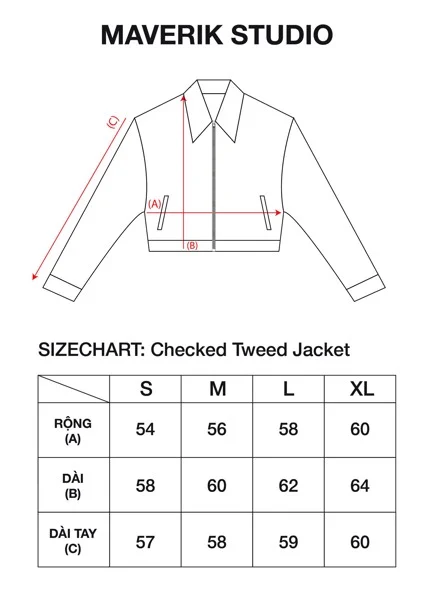 MAVERIK STUDIO
(C)
(A)
(B)
SIZECHART: Checked Tweed Jacket
S M L XL
RỘNG
(A)
54 56 58 60
DÀI
(B)
58 60 62 64
DÀI TAY
(C)
57 58 59 60